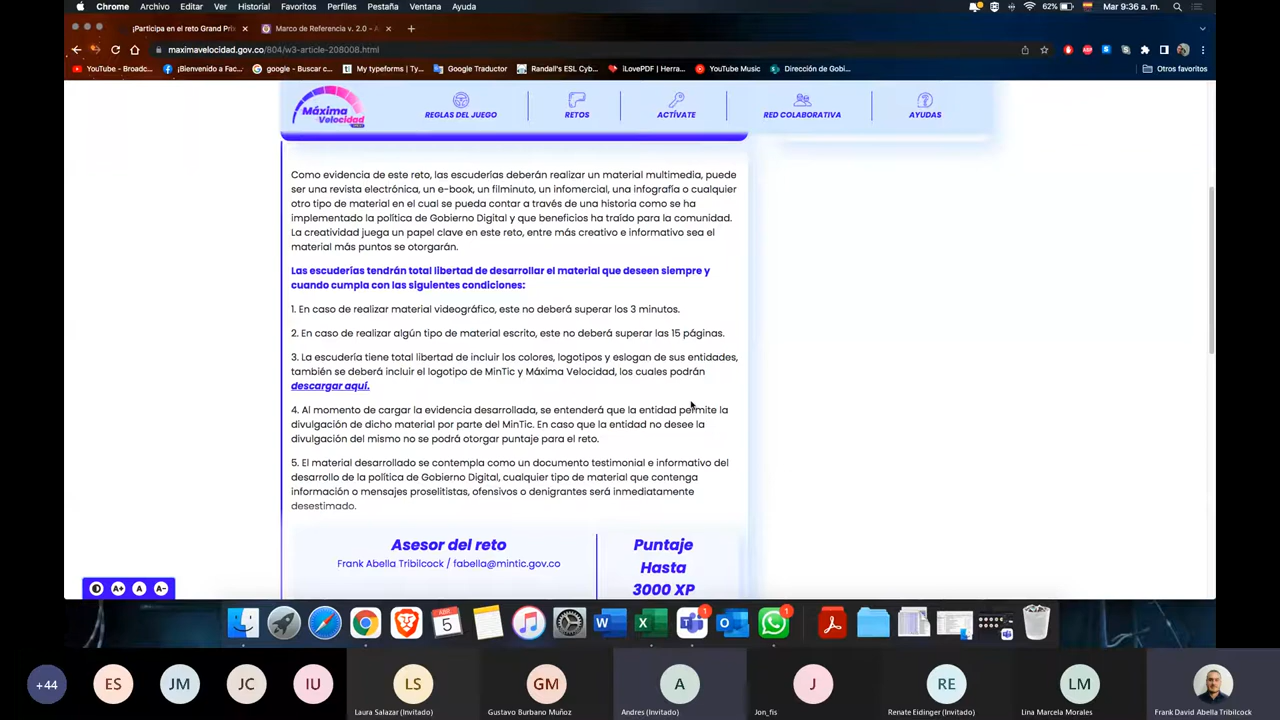 Chrome Archivo Editar Ver Historial Favoritos Perfiles Pestaña Ventana Ayuda 62% Mar 9:36 a. m.
¡Participa en el reto Grand Pri × Marco de Referencia v. 2.0 - A × +
maximavelocidad.gov.co/804/w3-article-208008.html
YouTube - Broadc... ¡Bienvenido a Fac... google - Buscar c... My typeforms | Ty... Google Traductor Randall's ESL Cyb... iLovePDF | Herra... YouTube Music Dirección de Gobi... Otros favoritos
Máxima
Velocidad
REGLAS DEL JUEGO RETOS ACTÍVATE RED COLABORATIVA AYUDAS
Como evidencia de este reto, las escuderías deberán realizar un material multimedia, puede
ser una revista electrónica, un e-book, un filminuto, un infomercial, una infografía o cualquier
otro tipo de material en el cual se pueda contar a través de una historia como se ha
implementado la política de Gobierno Digital y que beneficios ha traído para la comunidad.
La creatividad juega un papel clave en este reto, entre más creativo e informativo sea el
material más puntos se otorgarán.
Las escuderías tendrán total libertad de desarrollar el material que deseen siempre y
cuando cumpla con las siguientes condiciones:
1. En caso de realizar material videográfico, este no deberá superar los 3 minutos.
2. En caso de realizar algún tipo de material escrito, este no deberá superar las 15 páginas.
3. La escudería tiene total libertad de incluir los colores, logotipos y eslogan de sus entidades,
también se deberá incluir el logotipo de MinTic y Máxima Velocidad, los cuales podrán
descargar aquí.
4. Al momento de cargar la evidencia desarrollada, se entenderá que la entidad permite la
divulgación de dicho material por parte del MinTic. En caso que la entidad no desee la
divulgación del mismo no se podrá otorgar puntaje para el reto.
5. El material desarrollado se contempla como un documento testimonial e informativo del
desarrollo de la política de Gobierno Digital, cualquier tipo de material que contenga
información o mensajes proselitistas, ofensivos o denigrantes será inmediatamente
desestimado.
Asesor del reto
Frank Abella Tribilcock / fabella@mintic.gov.co
Puntaje
Hasta
3000 XP
A+ A A-
ABR
5
1 1
+44 ES JM JC IU LS GM A J RE LM
Laura Salazar (Invitado) Gustavo Burbano Muñoz Andres (Invitado) Jon_fis Renate Eidinger (Invitado) Lina Marcela Morales Frank David Abella Tribilcock